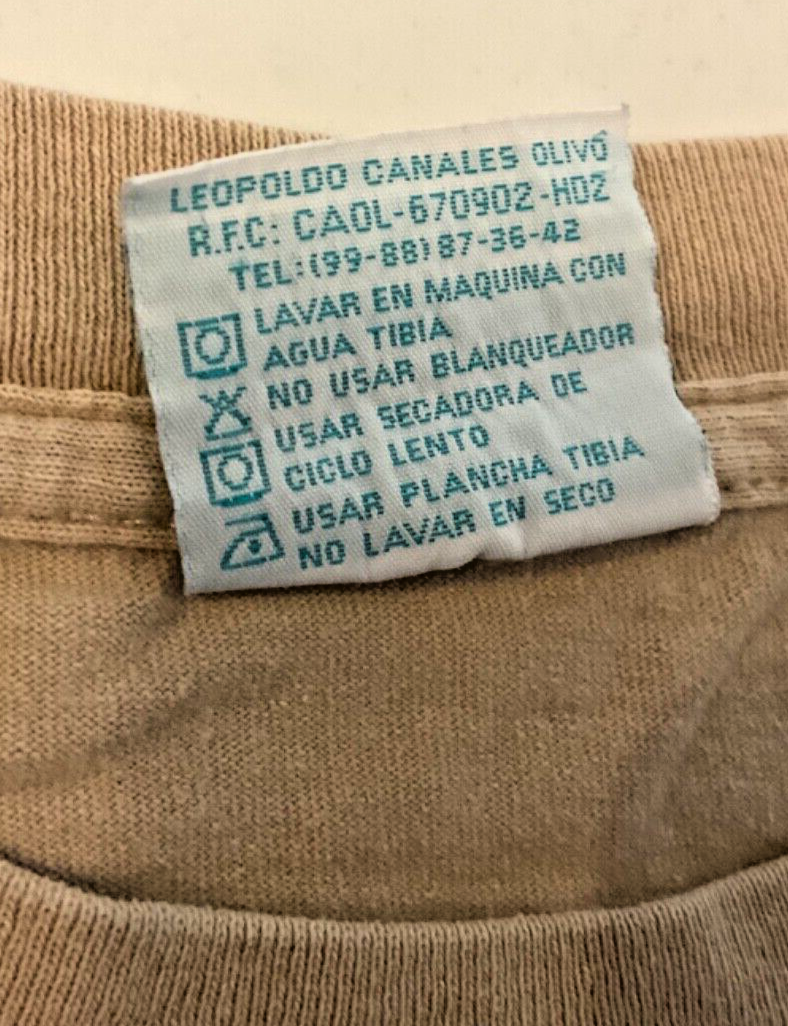 LEOPOLDO CANALES OLIVÓ
R.F.C: CAOL-670902-H02
TEL:(99-88)87-36-42
LAVAR EN MAQUINA CON
AGUA TIBIA
NO USAR BLANQUEADOR
USAR SECADORA DE
CICLO LENTO
USAR PLANCHA TIBIA
NO LAVAR EN SECO